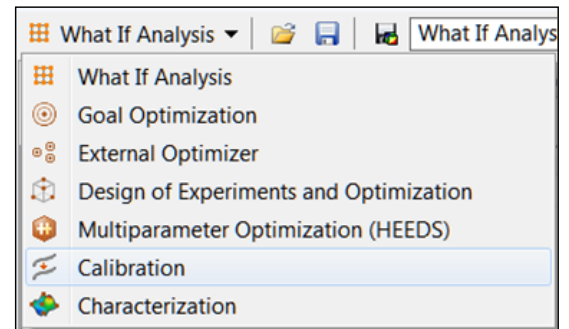 What If Analysis What If Analys
What If Analysis
Goal Optimization
External Optimizer
Design of Experiments and Optimization
Multiparameter Optimization (HEEDS)
Calibration
Characterization